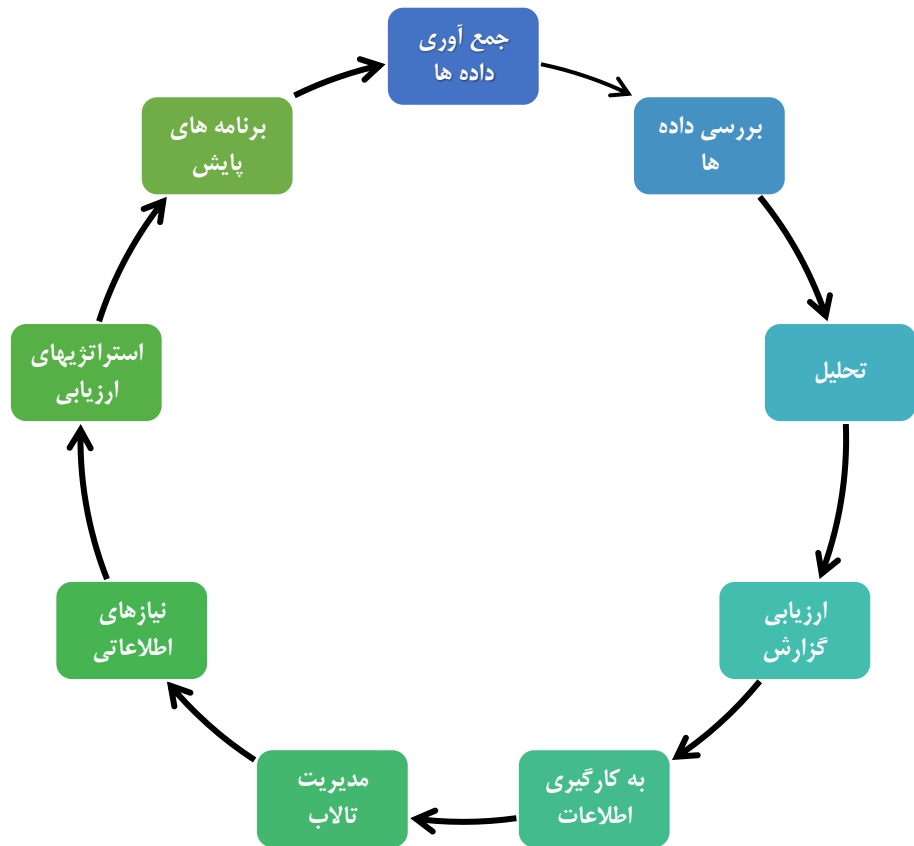 جمع آوری
داده ها
بررسی داده
ها
تحلیل
ارزیابی
گزارش
به کارگیری
اطلاعات
مدیریت
تالاب
نیازهای
اطلاعاتی
استراتژیهای
ارزیابی
برنامه های
پایش